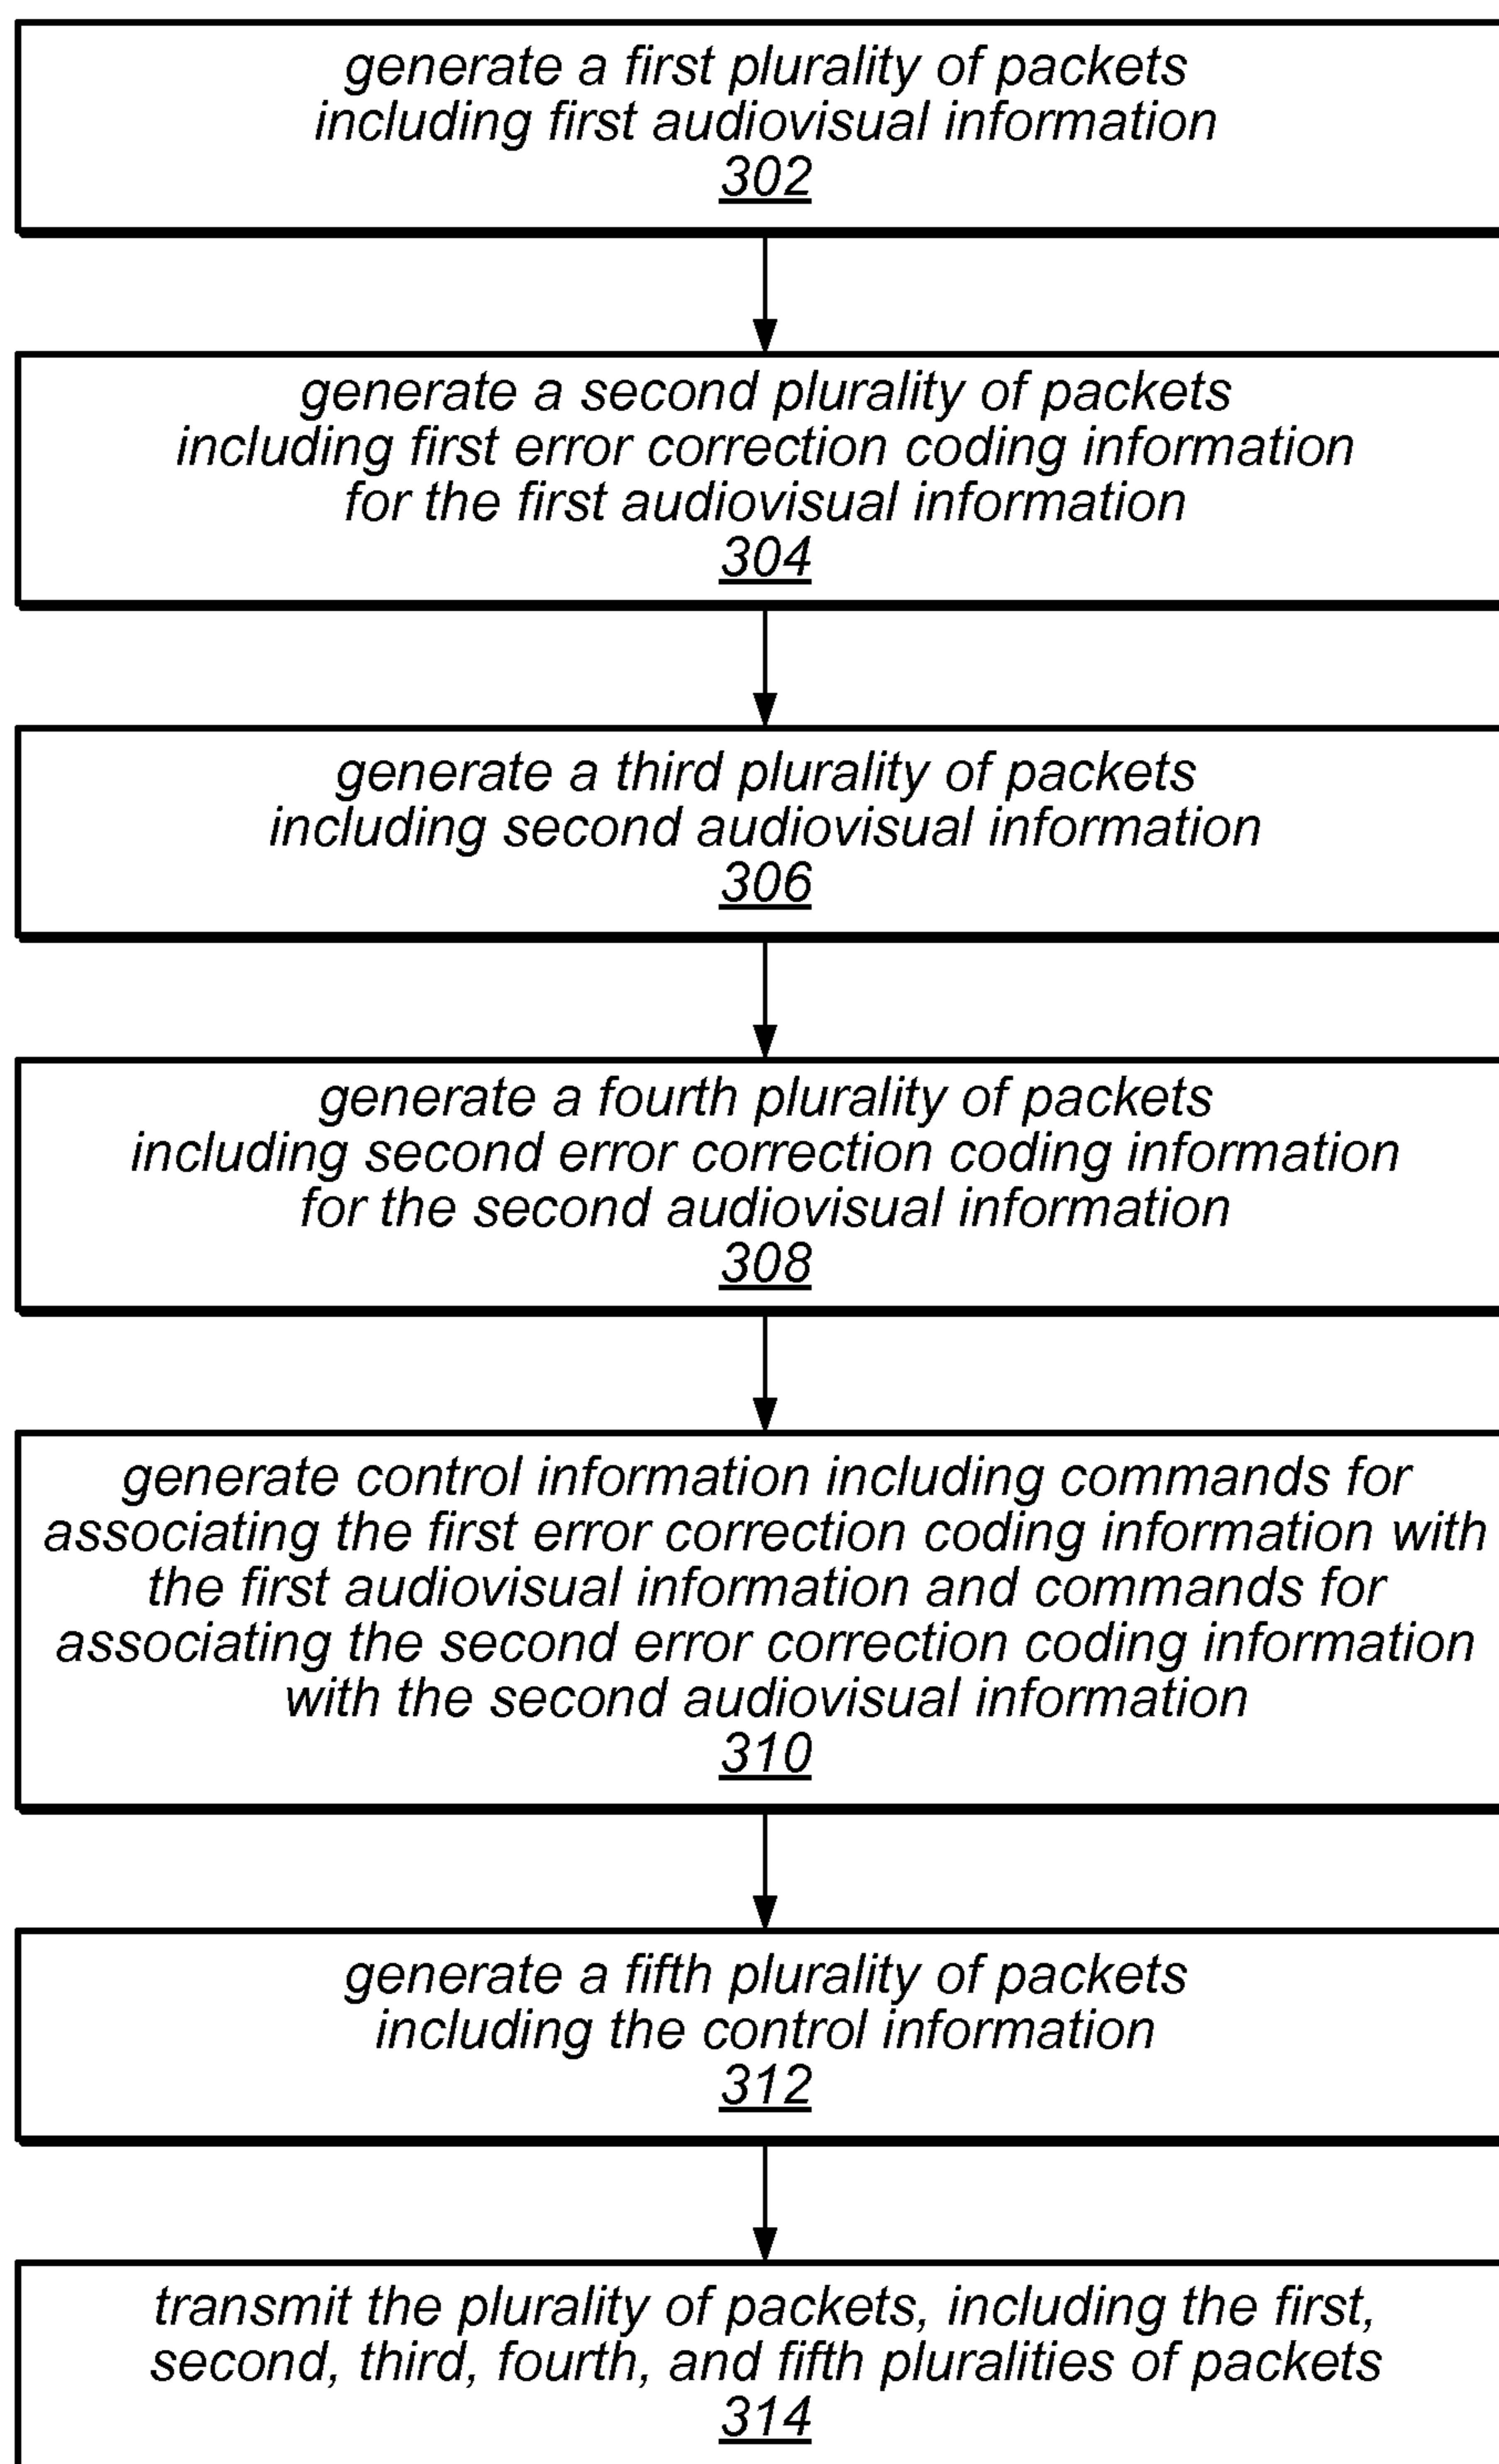 generate a first plurality of packets
including first audiovisual information
302
generate a second plurality of packets
including first error correction coding information
for the first audiovisual information
304
generate a third plurality of packets
including second audiovisual information
306
generate a fourth plurality of packets
including second error correction coding information
for the second audiovisual information
308
generate control information including commands for
associating the first error correction coding information with
the first audiovisual information and commands for
associating the second error correction coding information
with the second audiovisual information
310
generate a fifth plurality of packets
including the control information
312
transmit the plurality of packets, including the first,
second, third, fourth, and fifth pluralities of packets
314